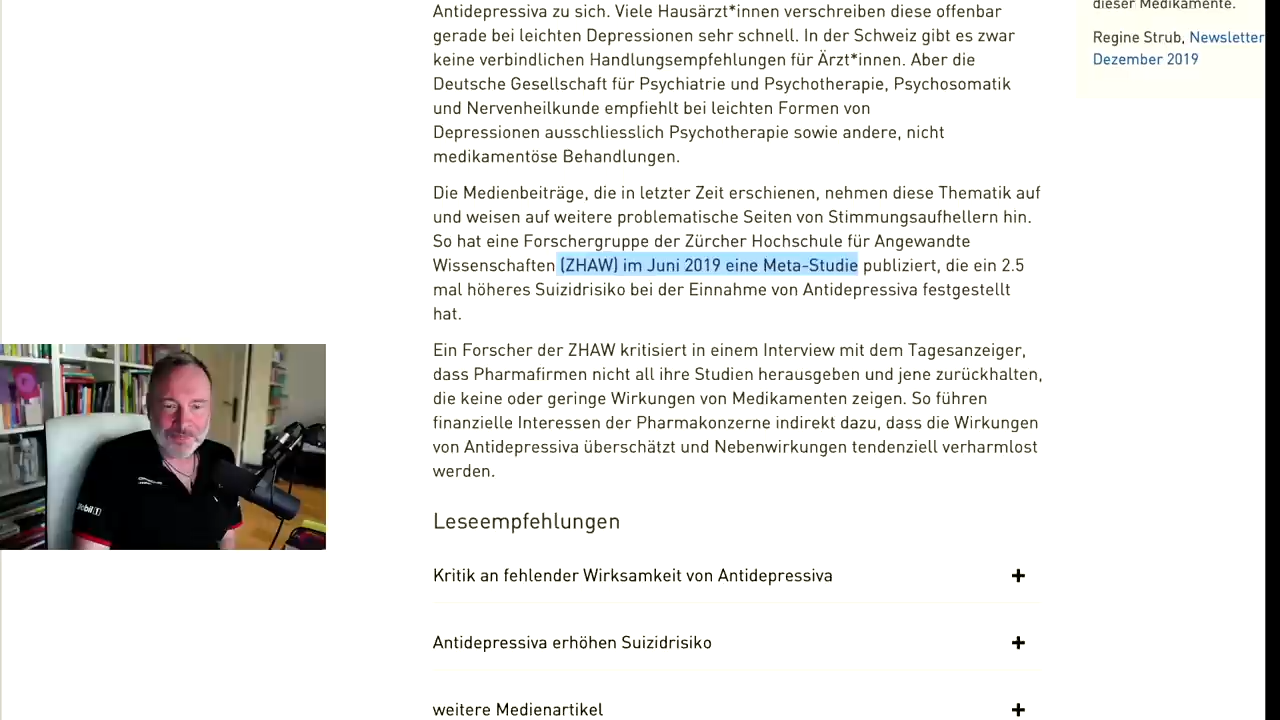 Antidepressiva zu sich. Viele Hausärzt*innen verschreiben diese offenbar
gerade bei leichten Depressionen sehr schnell. In der Schweiz gibt es zwar
keine verbindlichen Handlungsempfehlungen für Ärzt*innen. Aber die
Deutsche Gesellschaft für Psychiatrie und Psychotherapie, Psychosomatik
und Nervenheilkunde empfiehlt bei leichten Formen von
Depressionen ausschliesslich Psychotherapie sowie andere, nicht
medikamentöse Behandlungen.
Die Medienbeiträge, die in letzter Zeit erschienen, nehmen diese Thematik auf
und weisen auf weitere problematische Seiten von Stimmungsaufhellern hin.
So hat eine Forschergruppe der Zürcher Hochschule für Angewandte
Wissenschaften (ZHAW) im Juni 2019 eine Meta-Studie publiziert, die ein 2.5
mal höheres Suizidrisiko bei der Einnahme von Antidepressiva festgestellt
hat.
Ein Forscher der ZHAW kritisiert in einem Interview mit dem Tagesanzeiger,
dass Pharmafirmen nicht all ihre Studien herausgeben und jene zurückhalten,
die keine oder geringe Wirkungen von Medikamenten zeigen. So führen
finanzielle Interessen der Pharmakonzerne indirekt dazu, dass die Wirkungen
von Antidepressiva überschätzt und Nebenwirkungen tendenziell verharmlost
werden.
Leseempfehlungen
Kritik an fehlender Wirksamkeit von Antidepressiva +
Antidepressiva erhöhen Suizidrisiko +
weitere Medienartikel +
dieser Medikamente.
Regine Strub, Newsletter
Dezember 2019